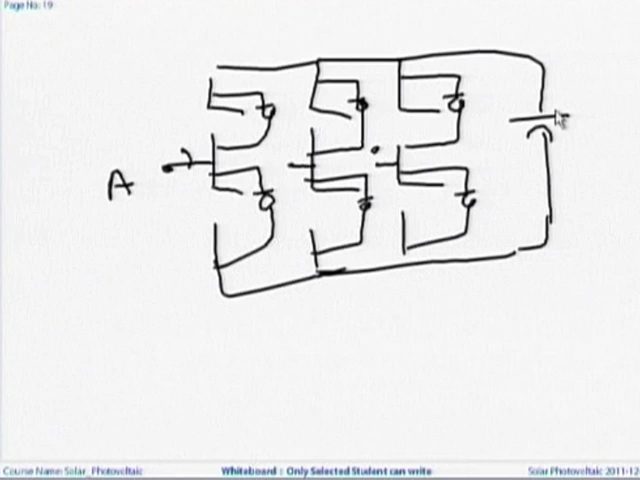 Page No: 19
A
Course Name: Solar_Photovoltaic
Whiteboard : Only Selected Student can write
Solar Photovoltaic 2011-12